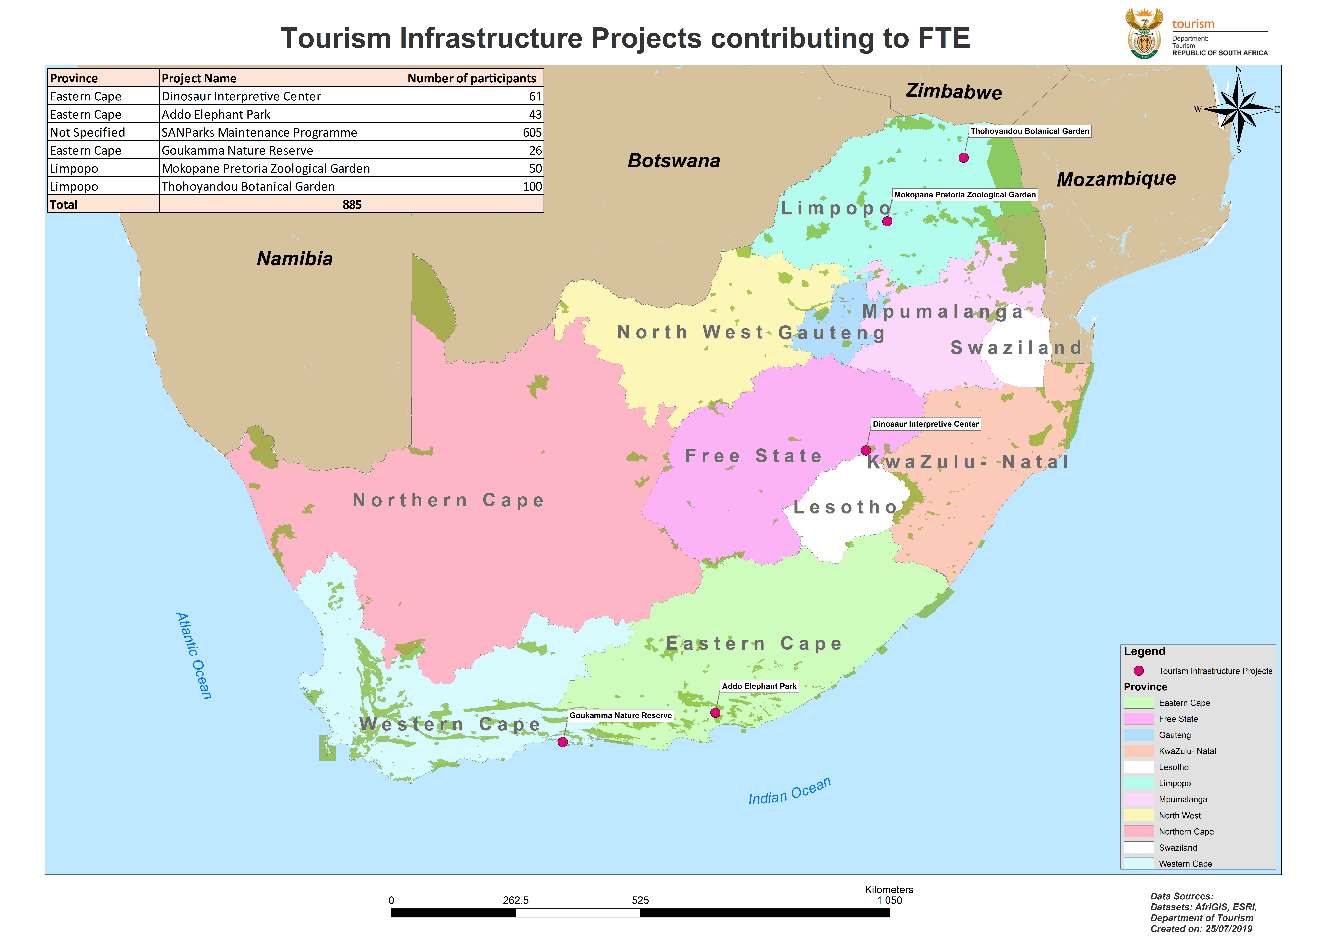 Tourism Infrastructure Projects contributing to FTE
tourism
Department:
Tourism
REPUBLIC OF SOUTH AFRICA
Province Project Name Number of participants
Eastern Cape Dinosaur Interpretive Center 61
Eastern Cape Addo Elephant Park 43
Not Specified SANParks Maintenance Programme 605
Eastern Cape Goukamma Nature Reserve 26
Limpopo Mokopane Pretoria Zoological Garden 50
Limpopo Thohoyandou Botanical Garden 100
Total 885
N
W E
S
Zimbabwe
Thohoyandou Botanical Garden
Botswana
Mozambique
Mokopane Pretoria Zoological Garden
Limpopo
Namibia
Mpumalanga
North West
Gauteng
Swaziland
Dinosaur Interpretive Center
Free State
KwaZulu- Natal
Northern Cape
Lesotho
Atlantic Ocean
Eastern Cape
Addo Elephant Park
Goukamma Nature Reserve
Western Cape
Indian Ocean
Legend
Tourism Infrastructure Projecte
Province
Eastern Cape
Free State
Gauteng
KwaZulu- Natal
Lesotho
Limpopo
Mpumalanga
North West
Northern Cape
Swaziland
Western Cape
Kilometers
0 262.5 525 1 050
Data Sources:
Datasets: AfriGIS, ESRI,
Department of Tourism
Created on: 25/07/2019